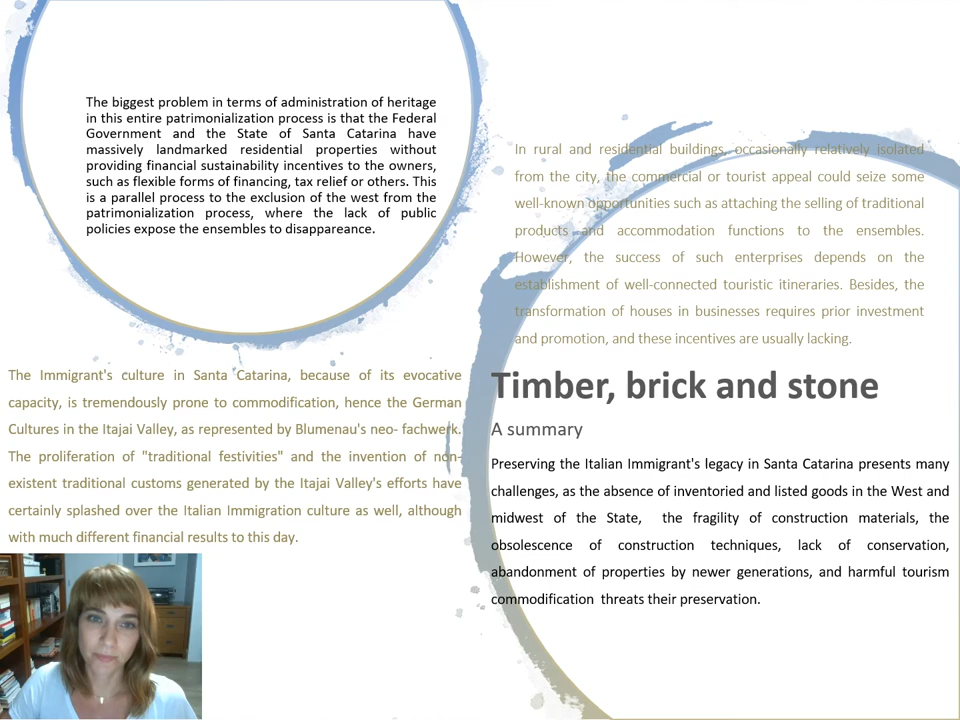 The biggest problem in terms of administration of heritage
in this entire patrimonialization process is that the Federal
Government and the State of Santa Catarina have
massively landmarked residential properties without
providing financial sustainability incentives to the owners,
such as flexible forms of financing, tax relief or others. This
is a parallel process to the exclusion of the west from the
patrimonialization process, where the lack of public
policies expose the ensembles to disappareance.
The Immigrant's culture in Santa Catarina, because of its evocative
capacity, is tremendously prone to commodification, hence the German
Cultures in the Itajai Valley, as represented by Blumenau's neo- fachwerk.
The proliferation of "traditional festivities" and the invention of non-
existent traditional customs generated by the Itajai Valley's efforts have
certainly splashed over the Italian Immigration culture as well, although
with much different financial results to this day.
In rural and residential buildings, occasionally relatively isolated
from the city, the commercial or tourist appeal could seize some
well-known opportunities such as attaching the selling of traditional
products and accommodation functions to the ensembles.
However, the success of such enterprises depends on the
establishment of well-connected touristic itineraries. Besides, the
transformation of houses in businesses requires prior investment
and promotion, and these incentives are usually lacking.
Timber, brick and stone
A summary
Preserving the Italian Immigrant's legacy in Santa Catarina presents many
challenges, as the absence of inventoried and listed goods in the West and
midwest of the State, the fragility of construction materials, the
obsolescence of construction techniques, lack of conservation,
abandonment of properties by newer generations, and harmful tourism
commodification threats their preservation.